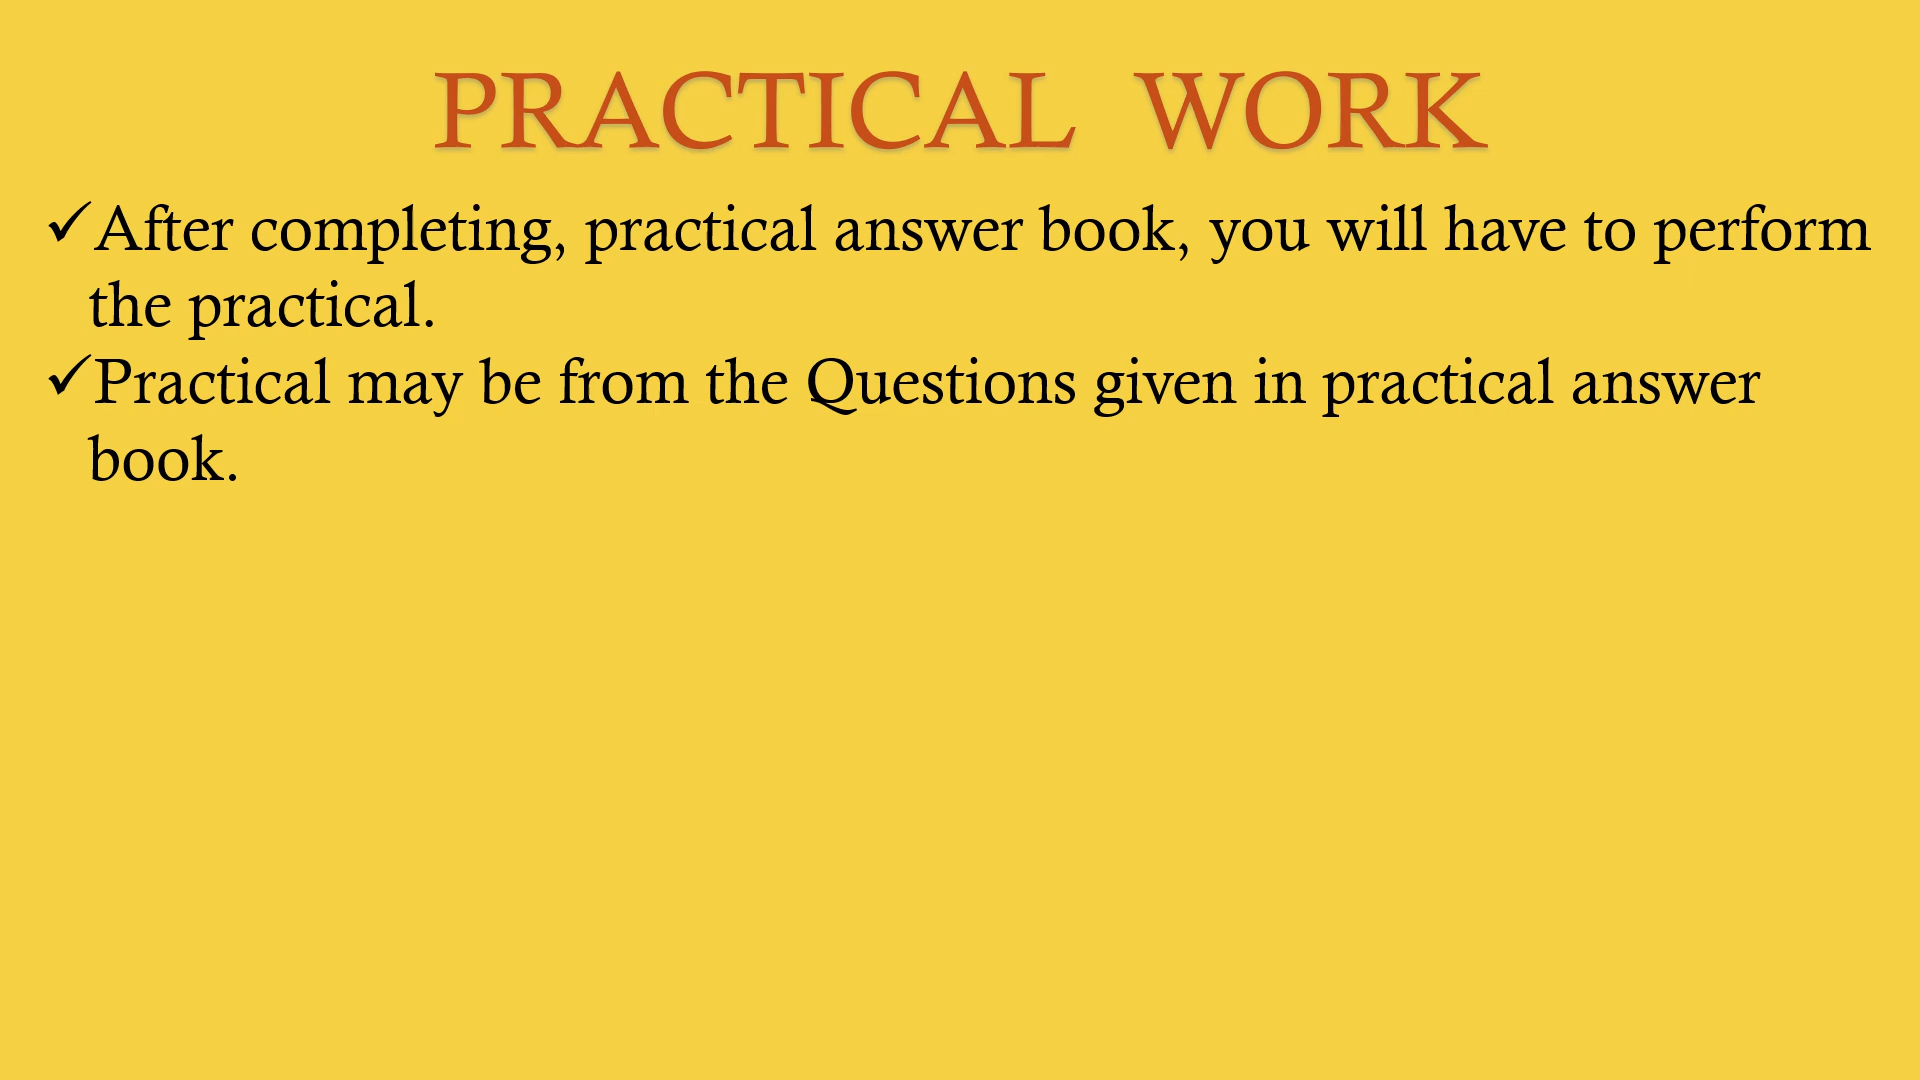 PRACTICAL WORK
✓After completing, practical answer book, you will have to perform
the practical.
✓Practical may be from the Questions given in practical answer
book.